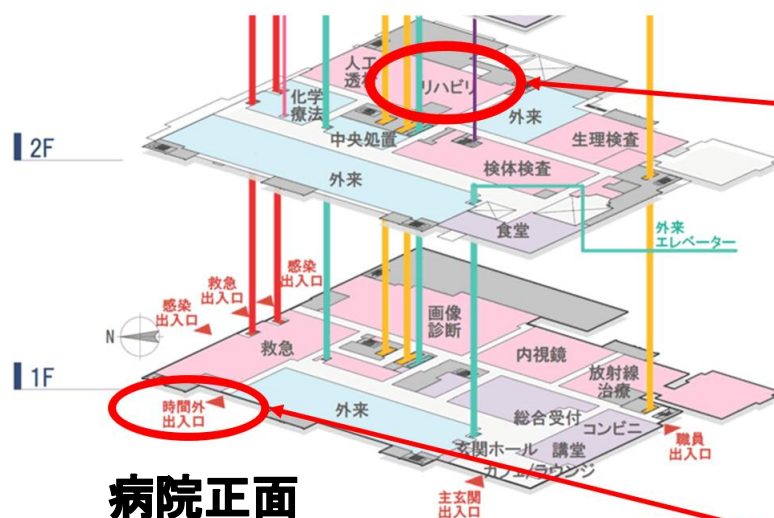 人工
透析
リハビリ
化学
療法
外来
中央処置
生理検査
2F
検体検査
外来
食堂
外来
エレベーター
感染
出入口
救急
出入口
感染
出入口
画像
診断
N
救急
内視鏡
1F
放射線
治療
時間外
出入口
外来
総合受付
コンビニ
玄関ホール
講堂
職員
出入口
カフェ/ラウンジ
病院正面
主玄関
出入口